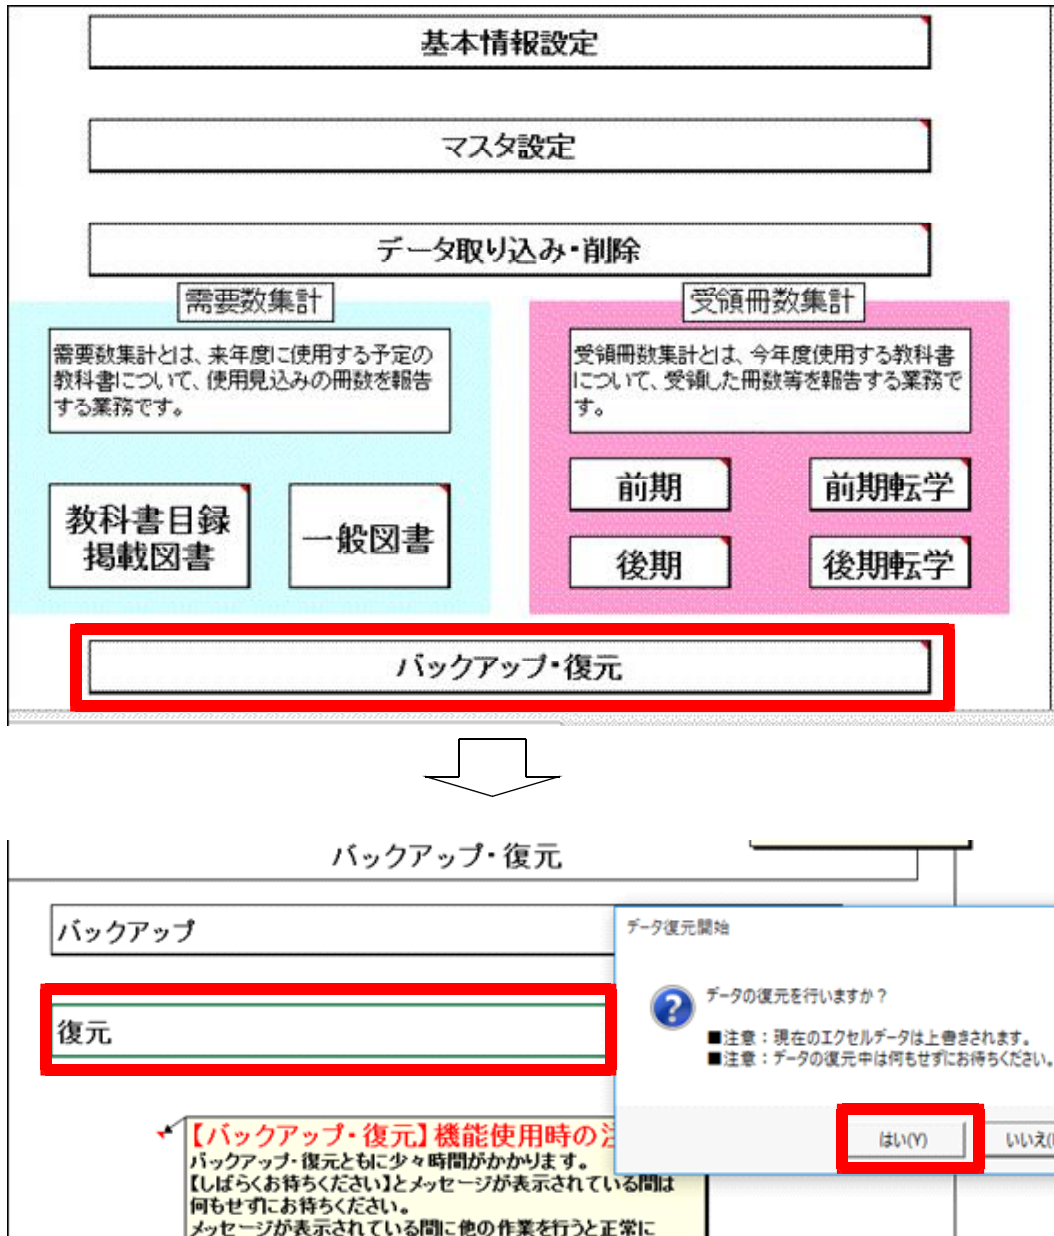 基本情報設定
マスタ設定
データ取り込み・削除
需要数集計
需要数集計とは、来年度に使用する予定の
教科書について、使用見込みの冊数を報告
する業務です。
教科書目録
掲載図書
一般図書
受領冊数集計
受領冊数集計とは、今年度使用する教科書
について、受領した冊数等を報告する業務で
す。
前期
前期転学
後期
後期転学
バックアップ・復元
バックアップ・復元
バックアップ
復元
データ復元開始
データの復元を行いますか？
■注意：現在のエクセルデータは上書きされます。
■注意：データの復元中は何もせずにお待ちください。
はい(Y)
いいえ(
【バックアップ・復元】機能使用時の注
バックアップ・復元ともに少々時間がかかります。
【しばらくお待ちください】とメッセージが表示されている間は
何もせずにお待ちください。
メッセージが表示されている間に他の作業を行うと正常に